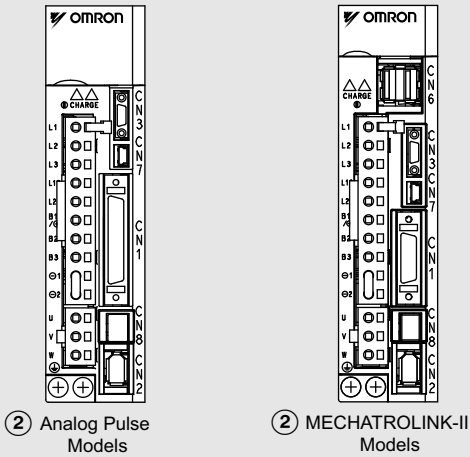 OMRON
CHARGE
CN3
L1
L2
CN7
L3
L1
L2
B1
/⊕
CN1
B2
B3
⊖1
⊖2
U
CN8
V
W
CN2
② Analog Pulse
Models
OMRON
CN6
CHARGE
L1
L2
CN3
L3
L1
CN7
L2
B1
/⊕
CN1
B2
B3
⊖1
⊖2
U
CN8
V
W
CN2
② MECHATROLINK-II
Models